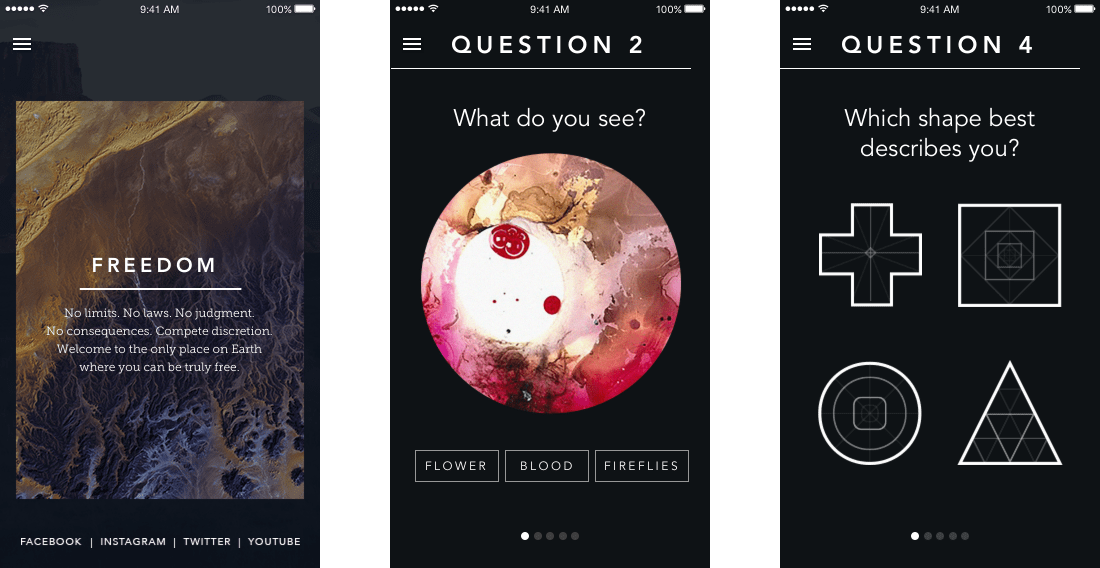 9:41 AM 100%
FREEDOM
No limits. No laws. No judgment.
No consequences. Compete discretion.
Welcome to the only place on Earth
where you can be truly free.
FACEBOOK | INSTAGRAM | TWITTER | YOUTUBE
9:41 AM 100%
QUESTION 2
What do you see?
FLOWER BLOOD FIREFLIES
9:41 AM 100%
QUESTION 4
Which shape best
describes you?